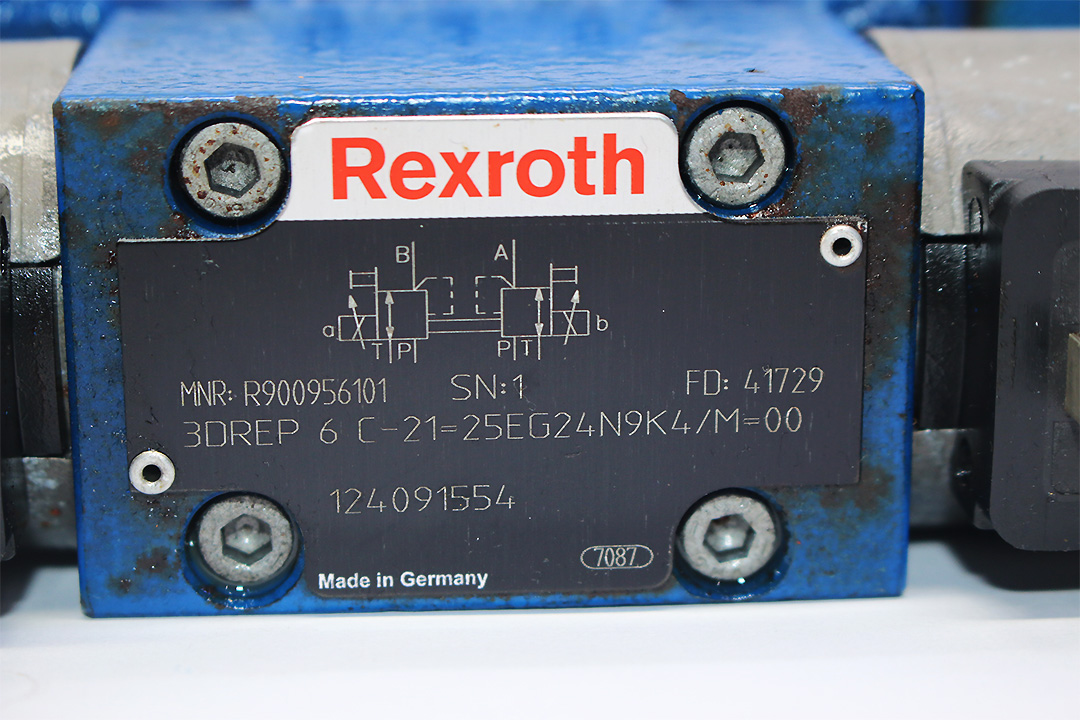 Rexroth
B A
a b
T P P T
MNR: R900956101 SN:1 FD: 41729
3DREP 6 C-21=25EG24N9K4/M=00
124091554
7087
Made in Germany